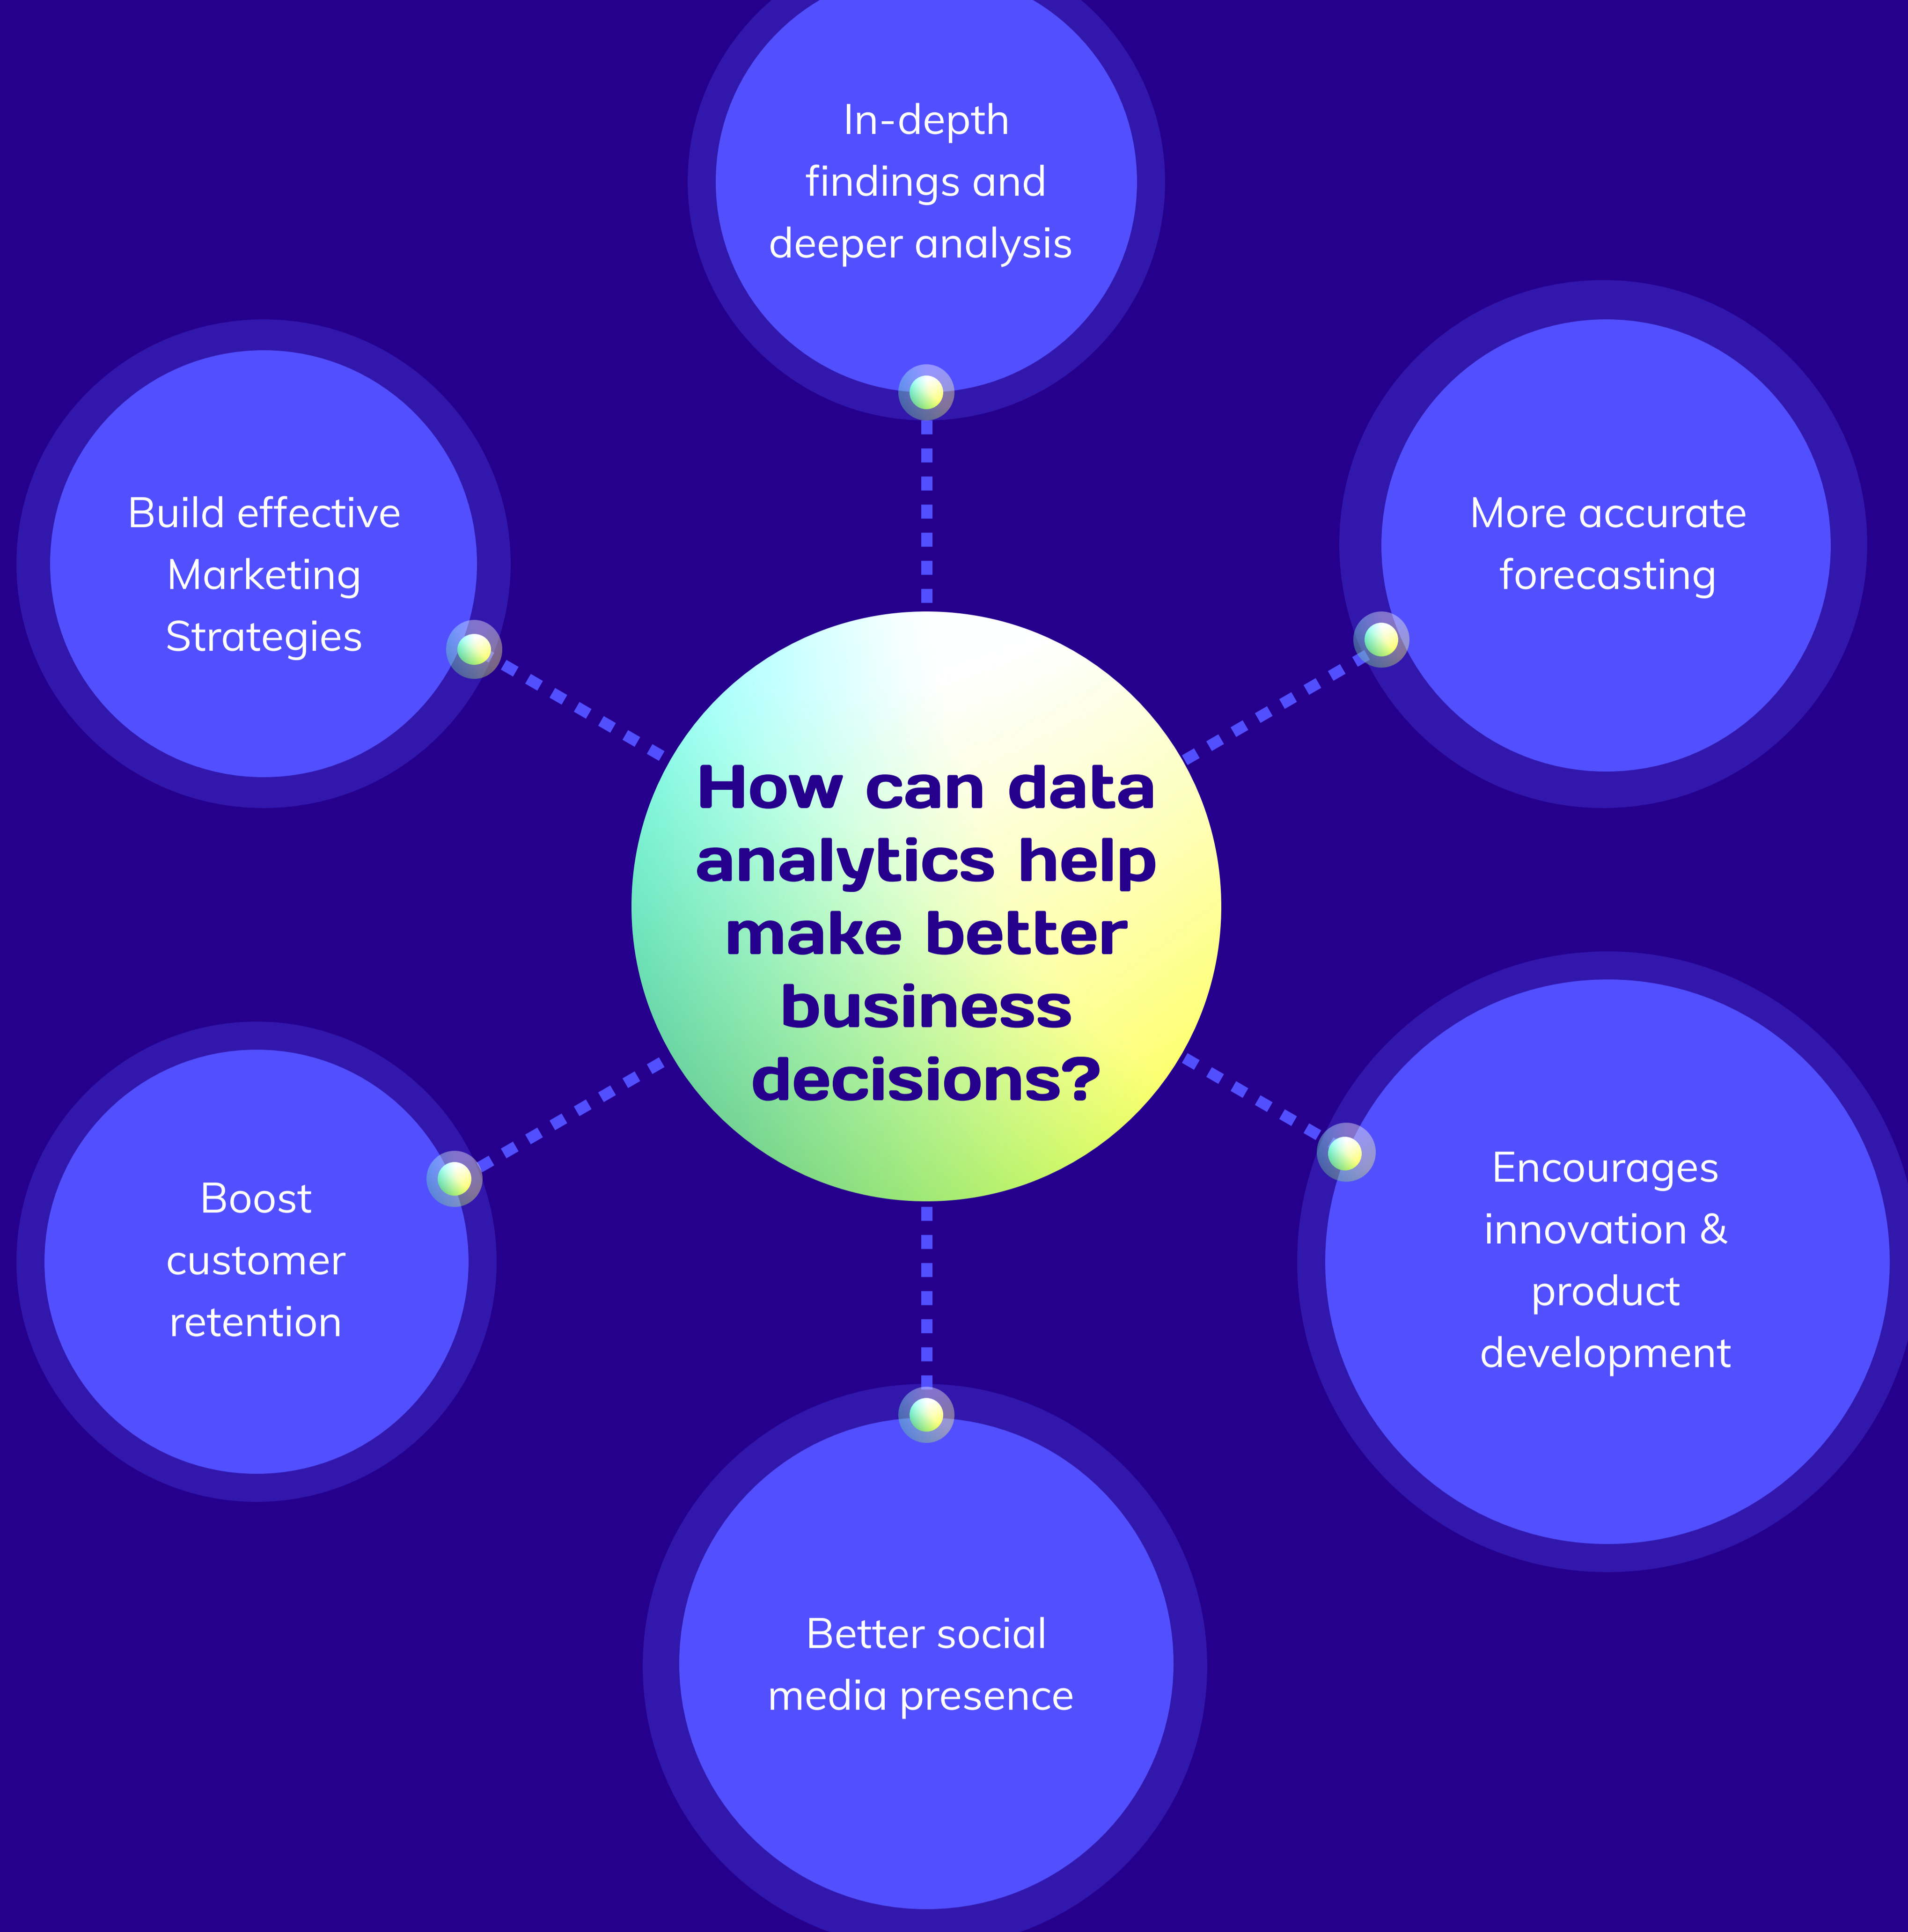 In-depth
findings and
deeper analysis
Build effective
Marketing
Strategies
More accurate
forecasting
How can data
analytics help
make better
business
decisions?
Boost
customer
retention
Encourages
innovation &
product
development
Better social
media presence